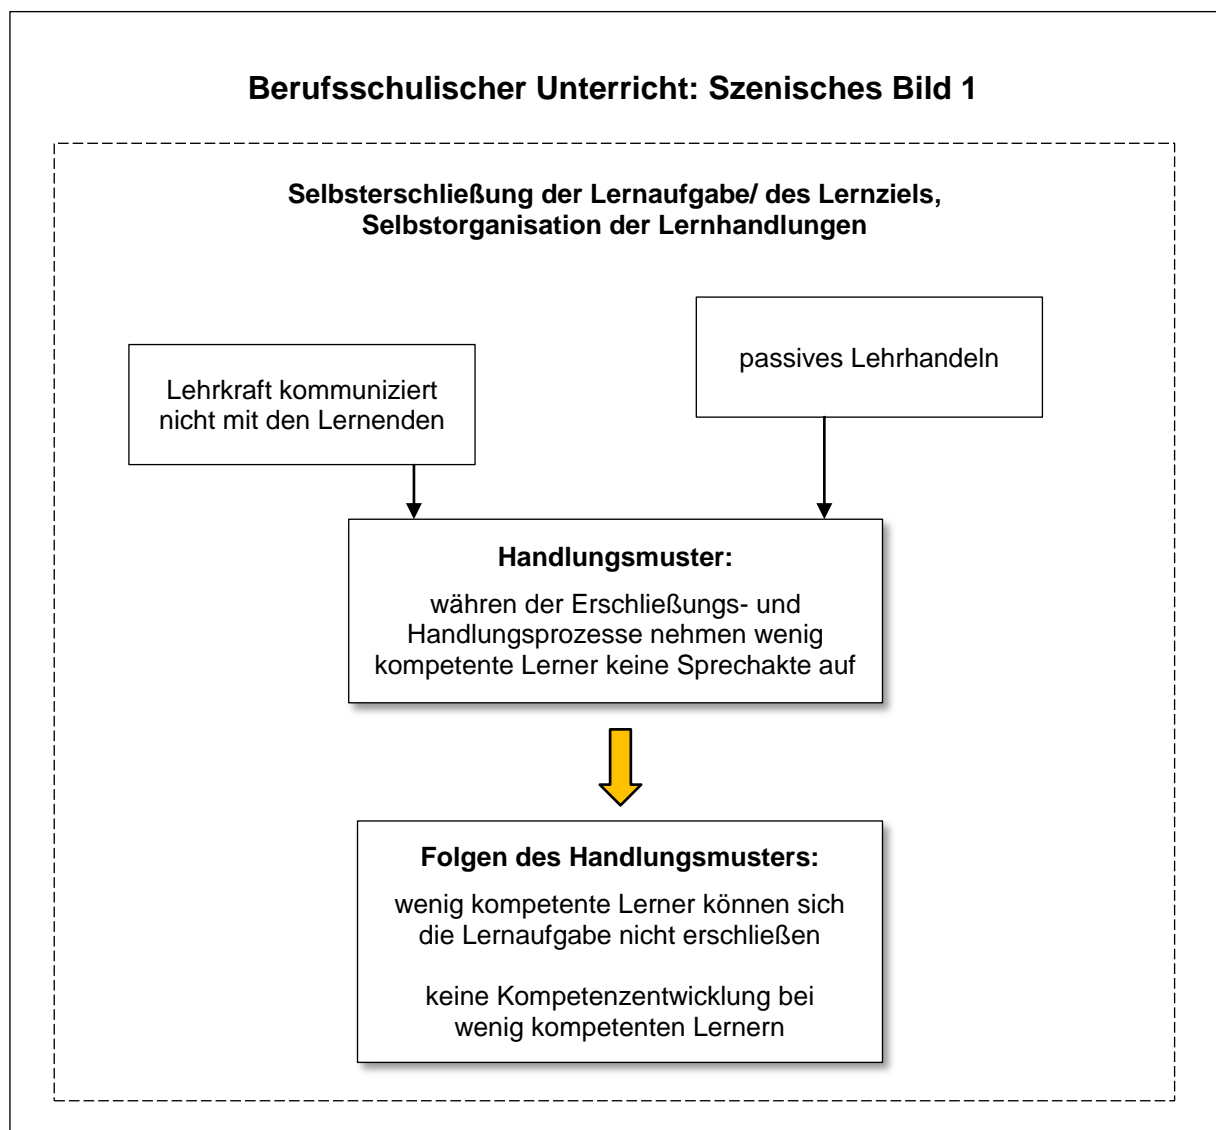 Berufsschulischer Unterricht: Szenisches Bild 1
Selbsterschließung der Lernaufgabe/ des Lernziels,
Selbstorganisation der Lernhandlungen
Lehrkraft kommuniziert
nicht mit den Lernenden
passives Lehrhandeln
Handlungsmuster:
währen der Erschließungs- und
Handlungsprozesse nehmen wenig
kompetente Lerner keine Sprechakte auf
Folgen des Handlungsmusters:
wenig kompetente Lerner können sich
die Lernaufgabe nicht erschließen
keine Kompetenzentwicklung bei
wenig kompetenten Lernern